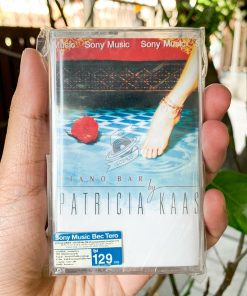 Music Sony Music Sony Music S
PIANO BAR
by
PATRICIA KAAS
Sony Music Bec Tero
129